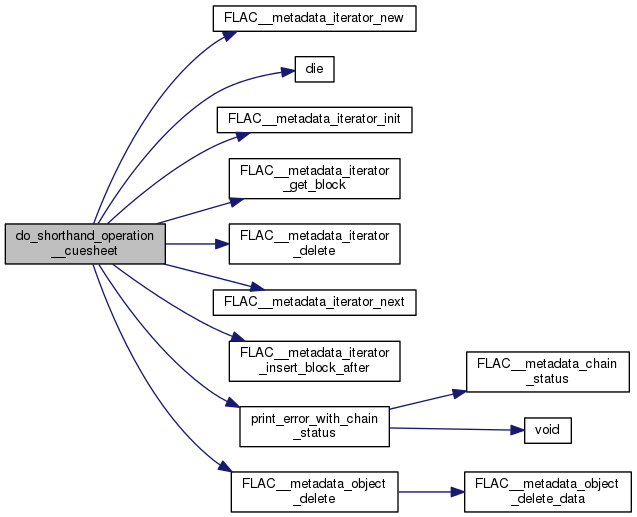 FLAC__metadata_iterator_new
die
FLAC__metadata_iterator_init
FLAC__metadata_iterator
_get_block
do_shorthand_operation
__cuesheet
FLAC__metadata_iterator
_delete
FLAC__metadata_iterator_next
FLAC__metadata_iterator
_insert_block_after
print_error_with_chain
_status
FLAC__metadata_chain
_status
void
FLAC__metadata_object
_delete
FLAC__metadata_object
_delete_data